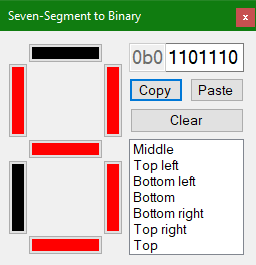 Seven-Segment to Binary
x
0b0 1101110
Copy Paste
Clear
Middle
Top left
Bottom left
Bottom
Bottom right
Top right
Top